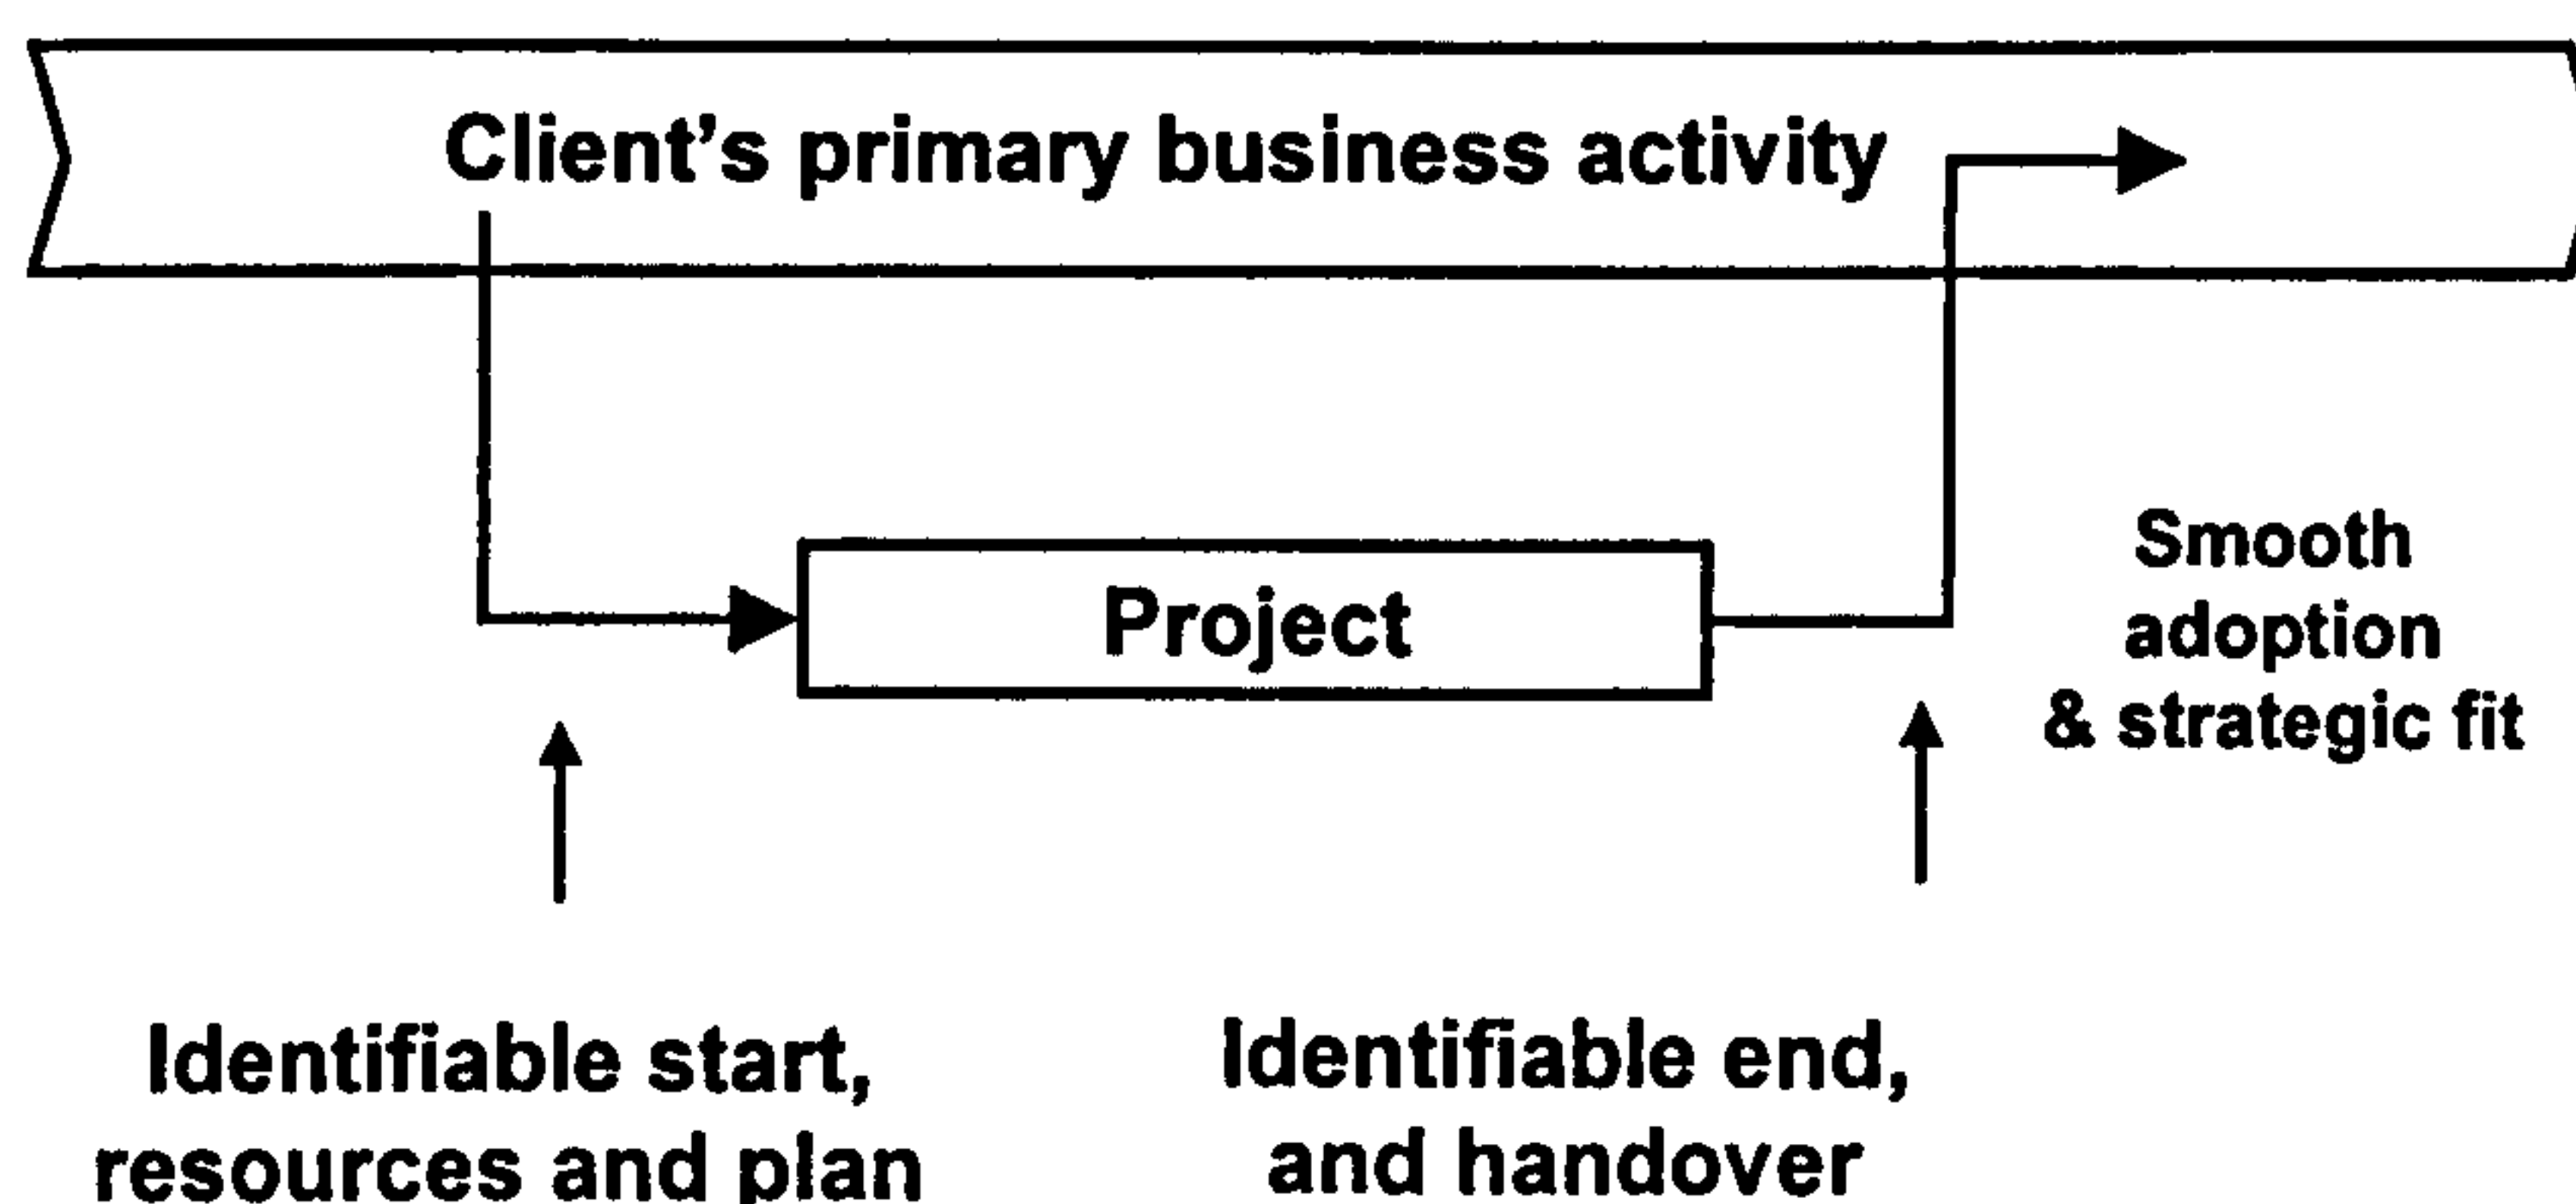 Client's primary business activity
Project
Smooth
adoption
& strategic fit
Identifiable start,
resources and plan
Identifiable end,
and handover